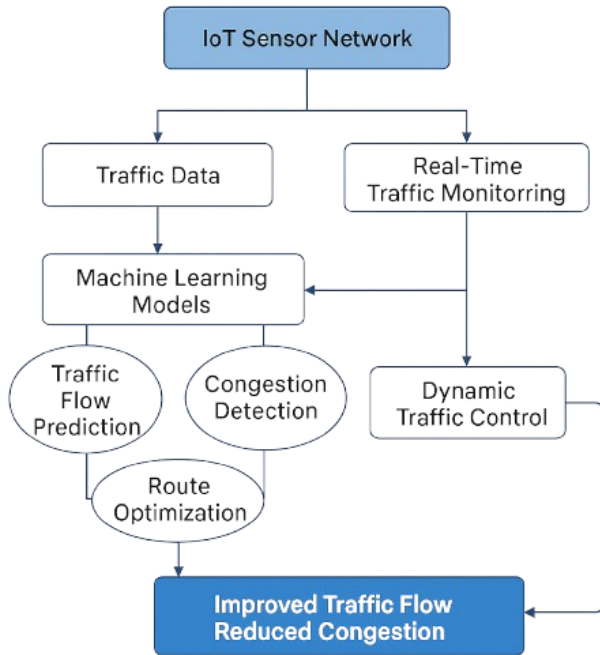 IoT Sensor Network
Traffic Data
Real-Time
Traffic Monitorring
Machine Learning
Models
Traffic
Flow
Prediction
Congestion
Detection
Dynamic
Traffic Control
Route
Optimization
Improved Traffic Flow
Reduced Congestion